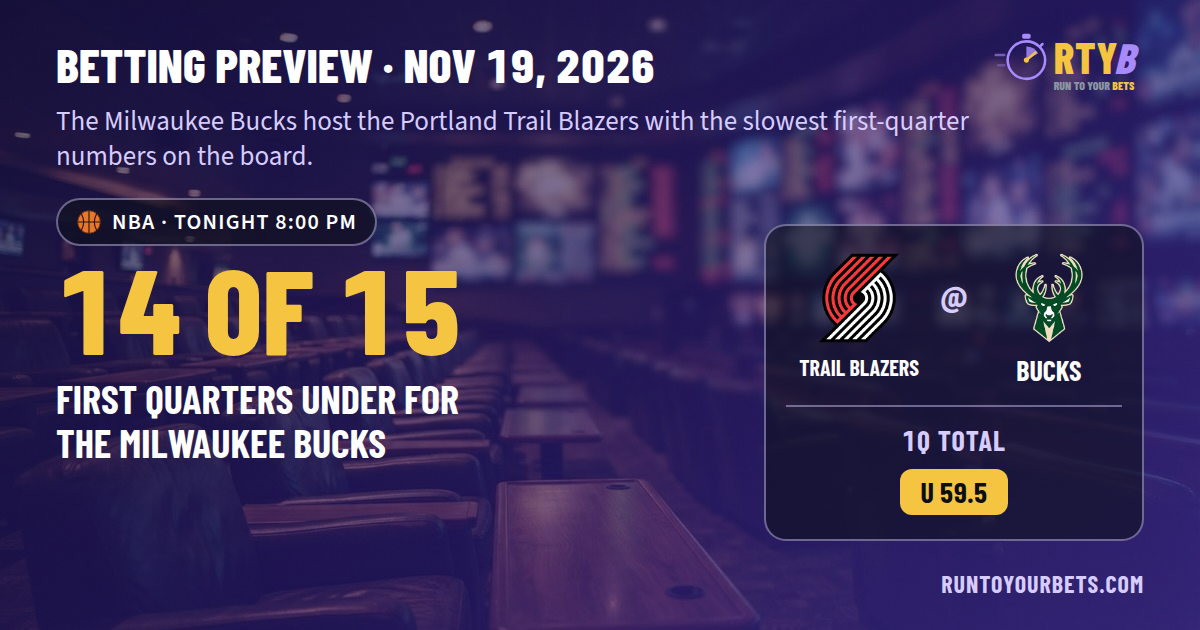 BETTING PREVIEW · NOV 19, 2026
RTYB
RUN TO YOUR BETS
The Milwaukee Bucks host the Portland Trail Blazers with the slowest first-quarter
numbers on the board.
NBA · TONIGHT 8:00 PM
14 OF 15
FIRST QUARTERS UNDER FOR
THE MILWAUKEE BUCKS
@
TRAIL BLAZERS
BUCKS
1Q TOTAL
U 59.5
RUNTOYOURBETS.COM